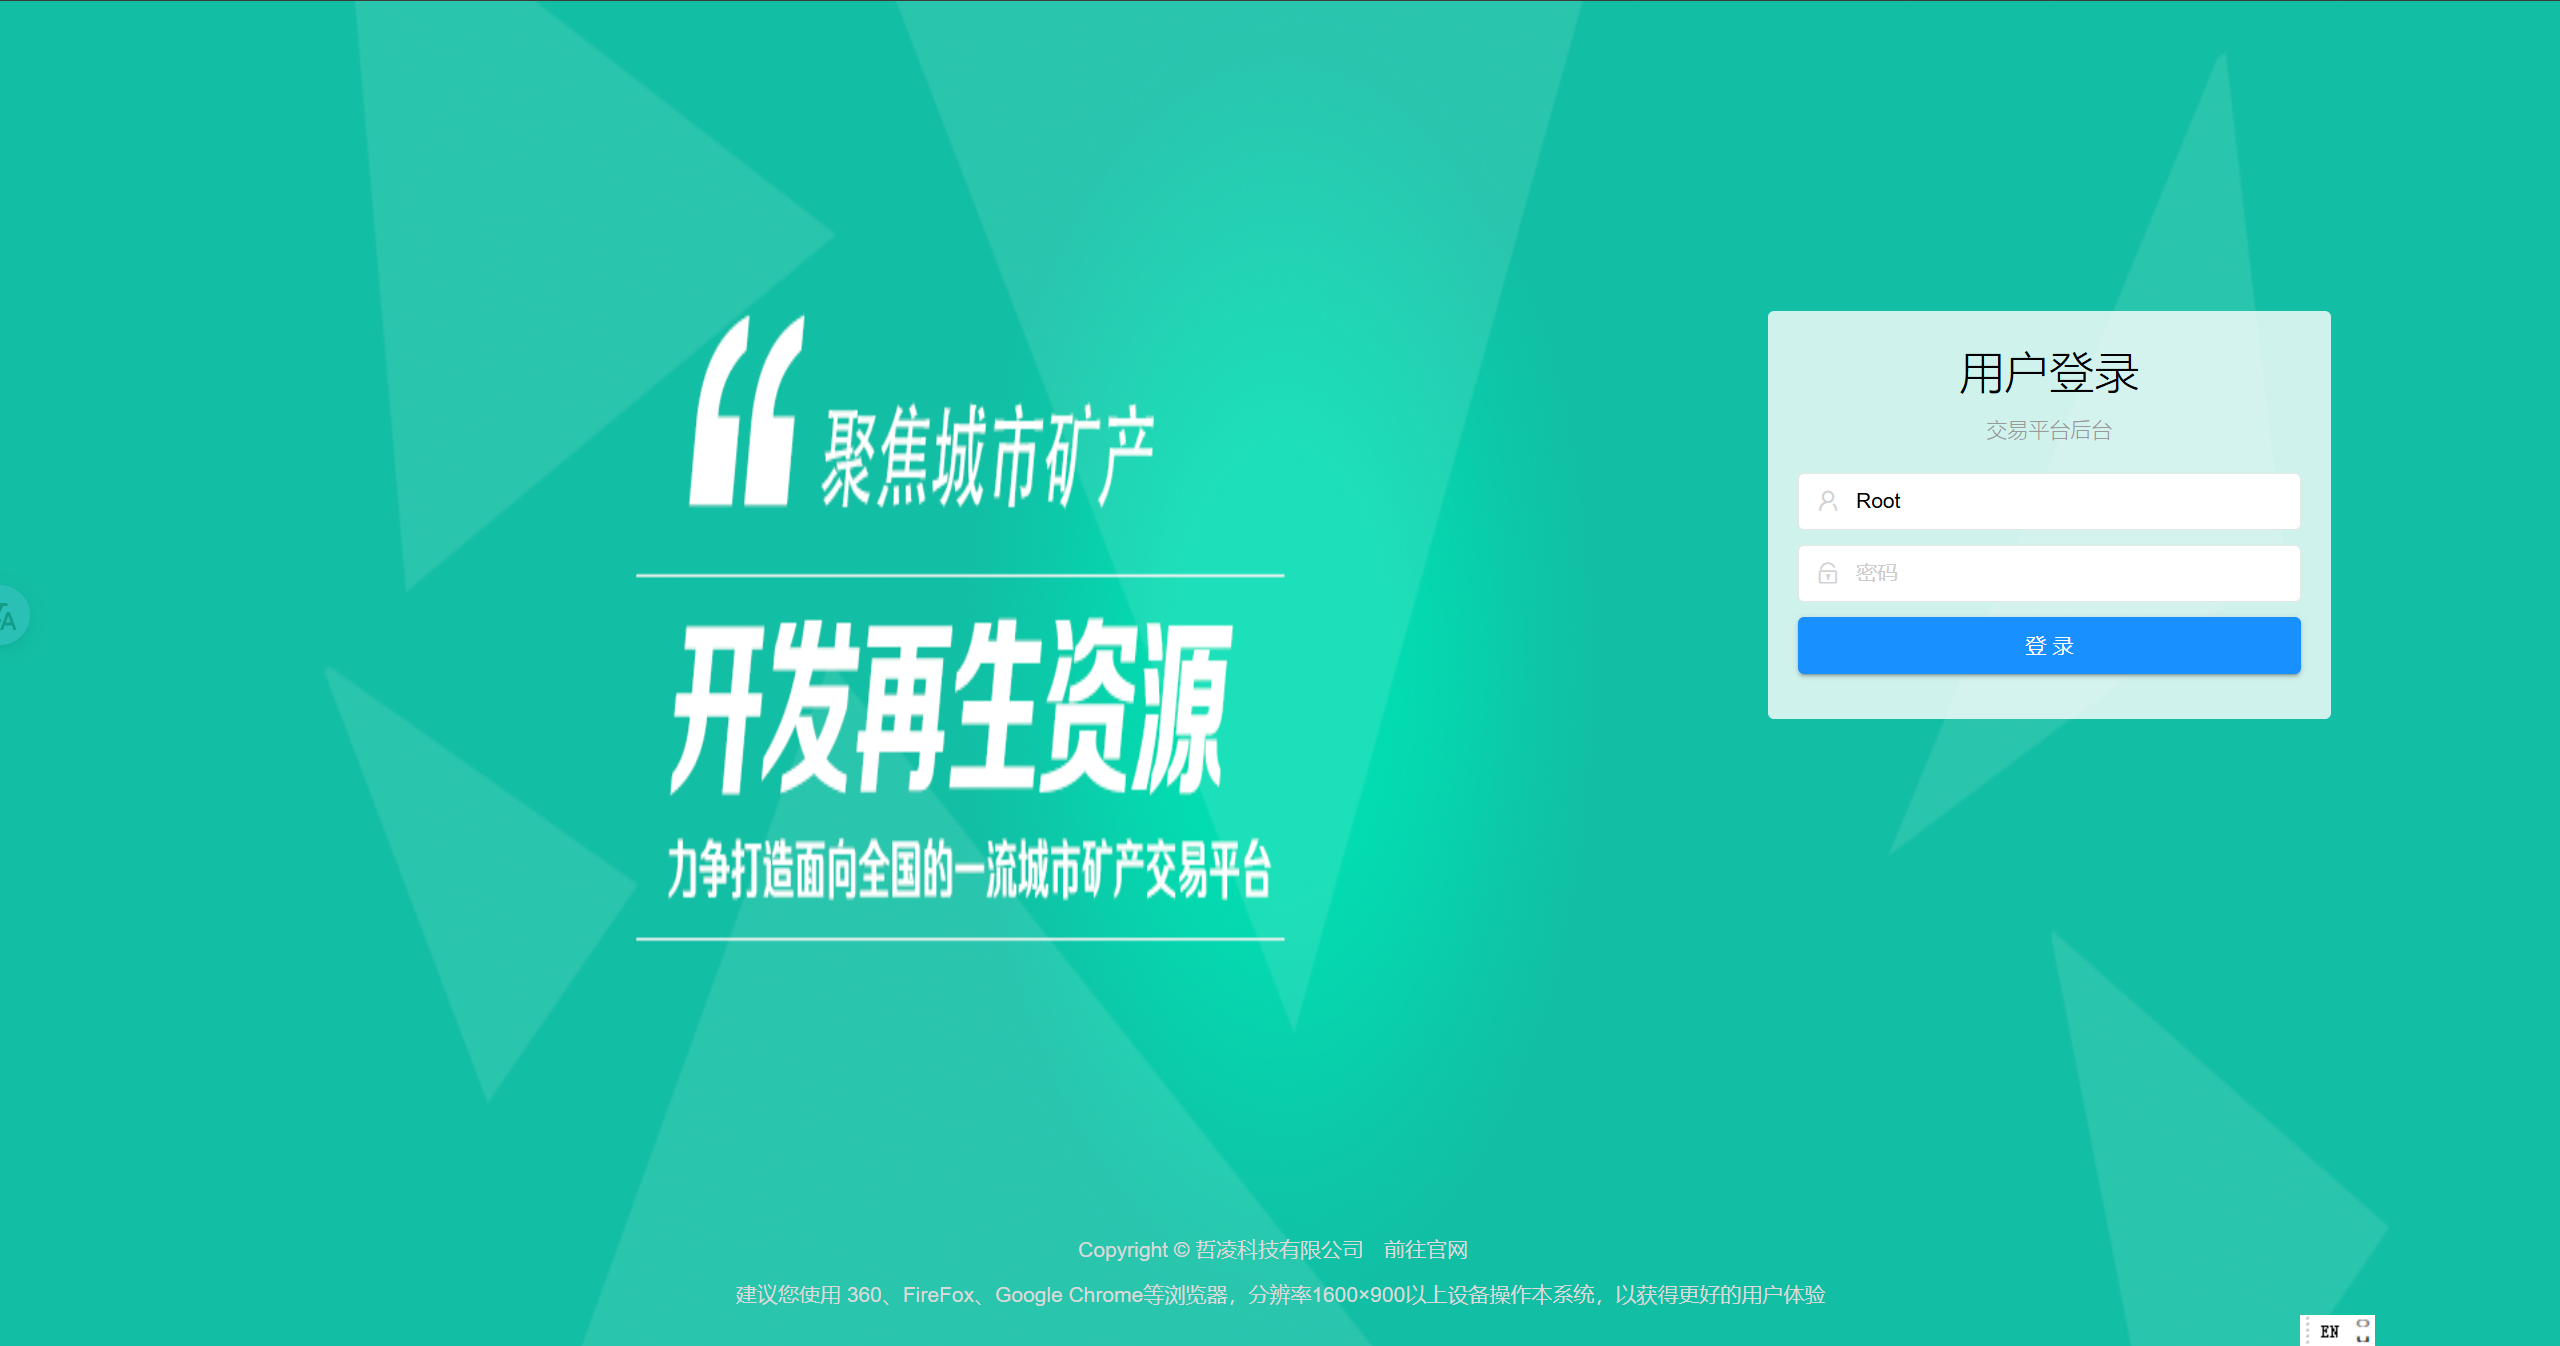 聚焦城市矿产
开发再生资源
力争打造面向全国的一流城市矿产交易平台
用户登录
交易平台后台
Root
密码
登 录
Copyright © 哲凌科技有限公司 前往官网
建议您使用 360、FireFox、Google Chrome等浏览器，分辨率1600×900以上设备操作本系统，以获得更好的用户体验
EN